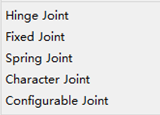 Hinge Joint
Fixed Joint
Spring Joint
Character Joint
Configurable Joint